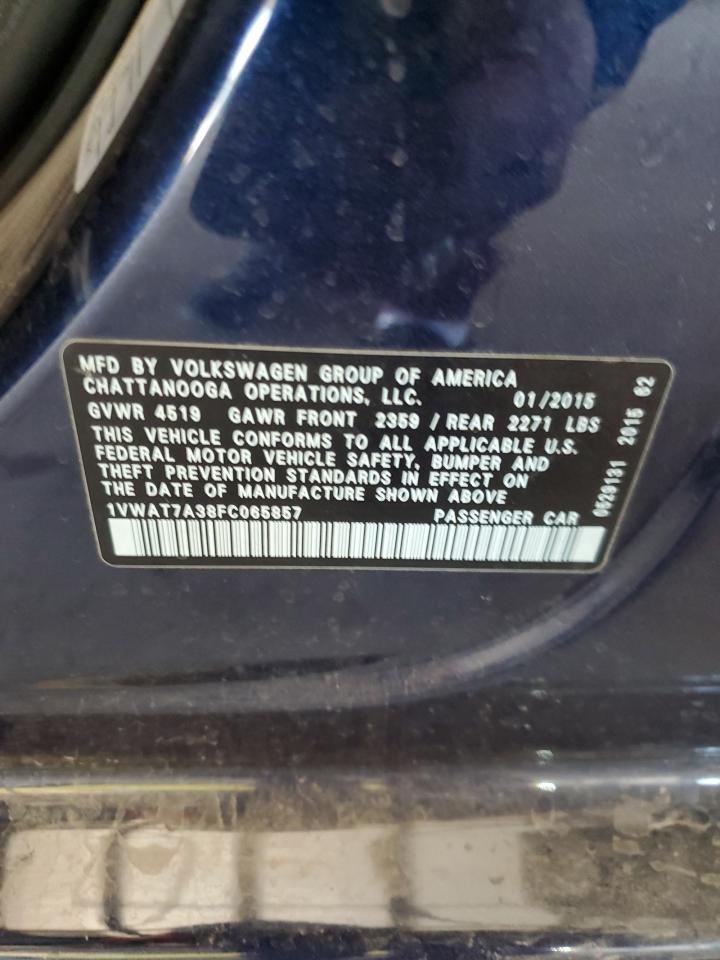 MFD BY VOLKSWAGEN GROUP OF AMERICA
CHATTANOOGA OPERATIONS, LLC. 01/2015
GVWR 4519 GAWR FRONT 2359 / REAR 2271 LBS
THIS VEHICLE CONFORMS TO ALL APPLICABLE U.S.
FEDERAL MOTOR VEHICLE SAFETY, BUMPER AND
THEFT PREVENTION STANDARDS IN EFFECT ON
THE DATE OF MANUFACTURE SHOWN ABOVE
1VWAT7A38FC065857 PASSENGER CAR
0529131 2015 62